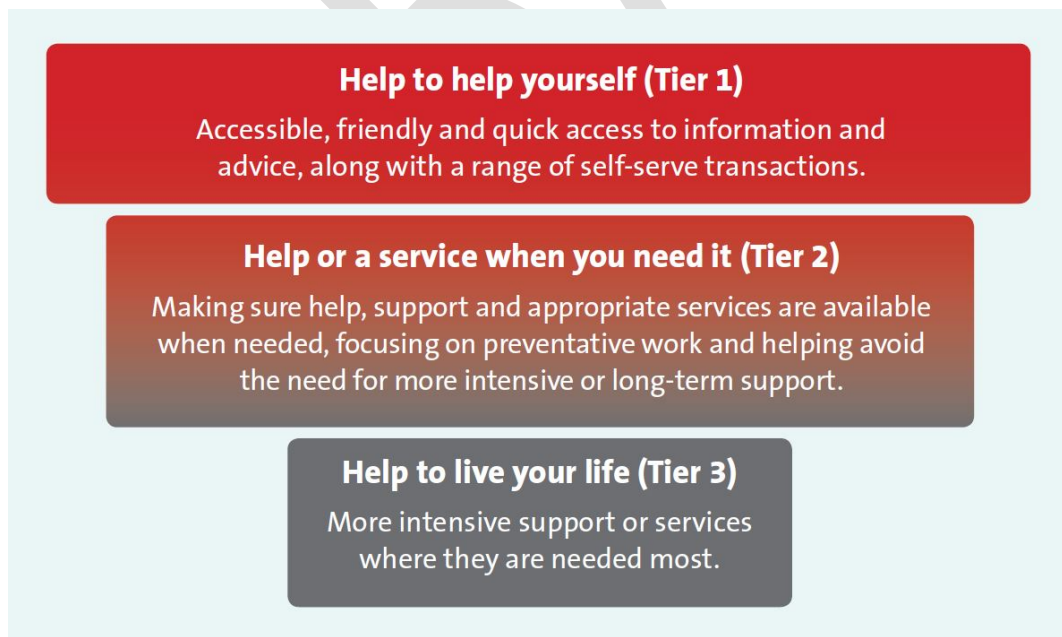 Help to help yourself (Tier 1)
Accessible, friendly and quick access to information and
advice, along with a range of self-serve transactions.
Help or a service when you need it (Tier 2)
Making sure help, support and appropriate services are available
when needed, focusing on preventative work and helping avoid
the need for more intensive or long-term support.
Help to live your life (Tier 3)
More intensive support or services
where they are needed most.